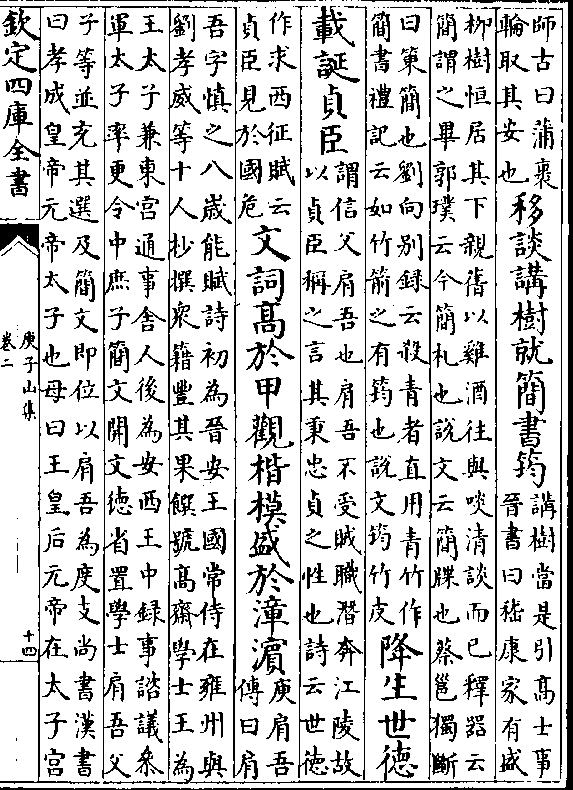 師古曰蒲裹
輪取其安也
移談講樹就簡書筠
講樹當是引高士事
晉書曰嵇康家有盛
柳樹恒居其下親舊以雞酒往與啖清談而已釋器云
簡謂之畢郭璞云今簡札也說文云簡牒也蔡邕獨斷
曰策簡也劉向別録云殺青者直用青竹作
簡書禮記云如竹箭之有筠也說文筠竹皮
降生世德
載誕貞臣
謂信父肩吾也肩吾不受賊職潛奔江陵故
以貞臣稱之言其秉忠貞之性也詩云世德
作求西征賦云
貞臣見於國危
文詞高於甲觀楷模盛於漳濵
庾肩吾
傳曰肩
吾字慎之八歳能賦詩初為晉安王國常侍在雍州與
劉孝威等十人抄撰衆籍豐其果饌號高齋學士王為
王太子兼東宮通事舍人後為安西王中録事諮議叅
軍太子率更令中庶子簡文開文德省置學士肩吾父
子等並充其選及簡文即位以肩吾為度支尚書漢書
曰孝成皇帝元帝太子也母曰王皇后元帝在太子宮
欽定四庫全書
庾子山集
卷二
十四